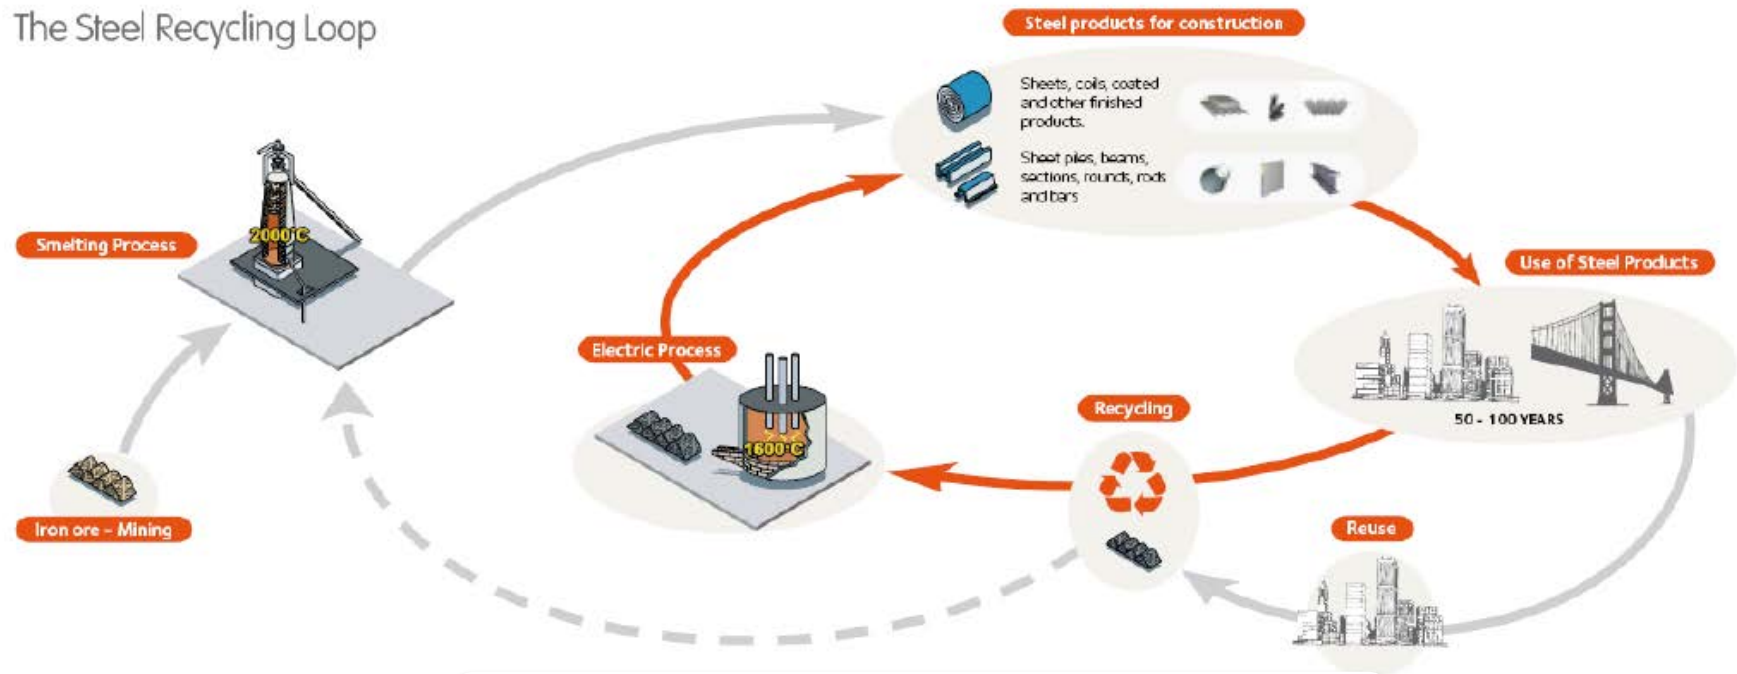 The Steel Recycling Loop
Steel products for construction
Sheets, coils, coated
and other finished
products.
Sheet piles, beams,
sections, rounds, rods
and bars
2000°C
Smelting Process
Use of Steel Products
50 - 100 YEARS
Electric Process
1600°C
Recycling
Iron ore – Mining
Reuse